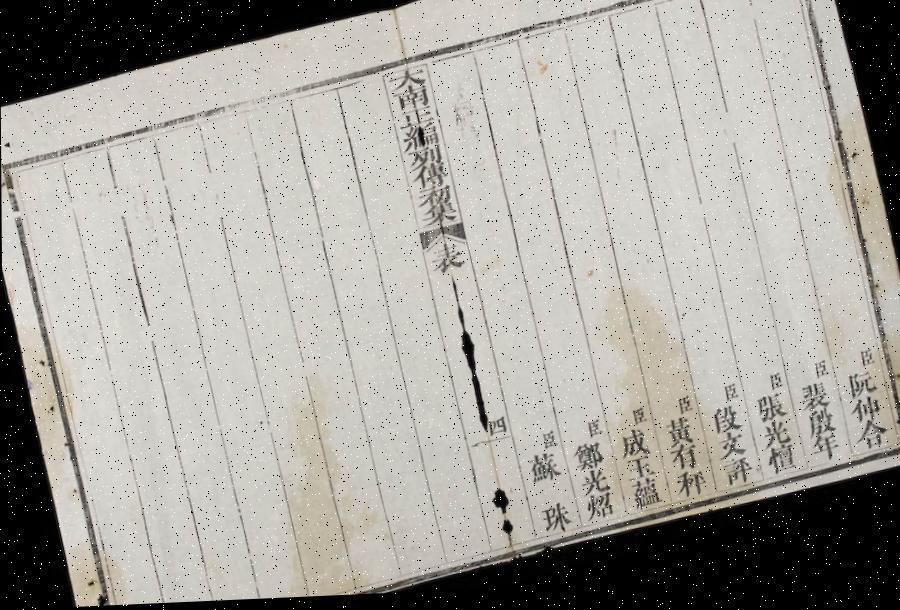 臣阮仲合
臣裴殷年
臣張光憻
臣段文評
臣黃有秤
臣成玉蘊
臣鄭光炤
臣蘇珠
大南正編列傳初集
表
四